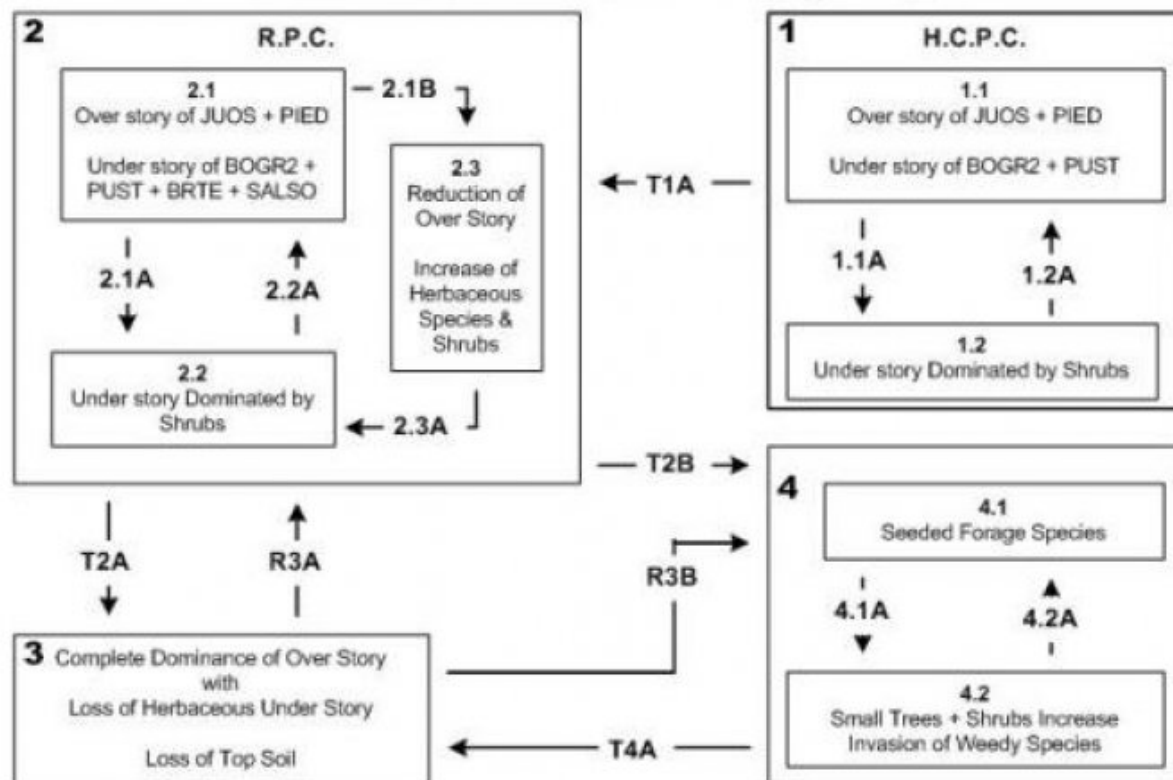 2
R.P.C.
2.1
Over story of JUOS + PIED
Under story of BOGR2 +
PUST + BRTE + SALSO
2.1B
2.3
Reduction of
Over Story
Increase of
Herbaceous
Species &
Shrubs
2.1A
2.2A
2.2
Under story Dominated by
Shrubs
2.3A
T1A
1
H.C.P.C.
1.1
Over story of JUOS + PIED
Under story of BOGR2 + PUST
1.1A
1.2A
1.2
Under story Dominated by Shrubs
T2B
T2A
R3A
R3B
3
Complete Dominance of Over Story
with
Loss of Herbaceous Under Story
Loss of Top Soil
T4A
4
4.1
Seeded Forage Species
4.1A
4.2A
4.2
Small Trees + Shrubs Increase
Invasion of Weedy Species